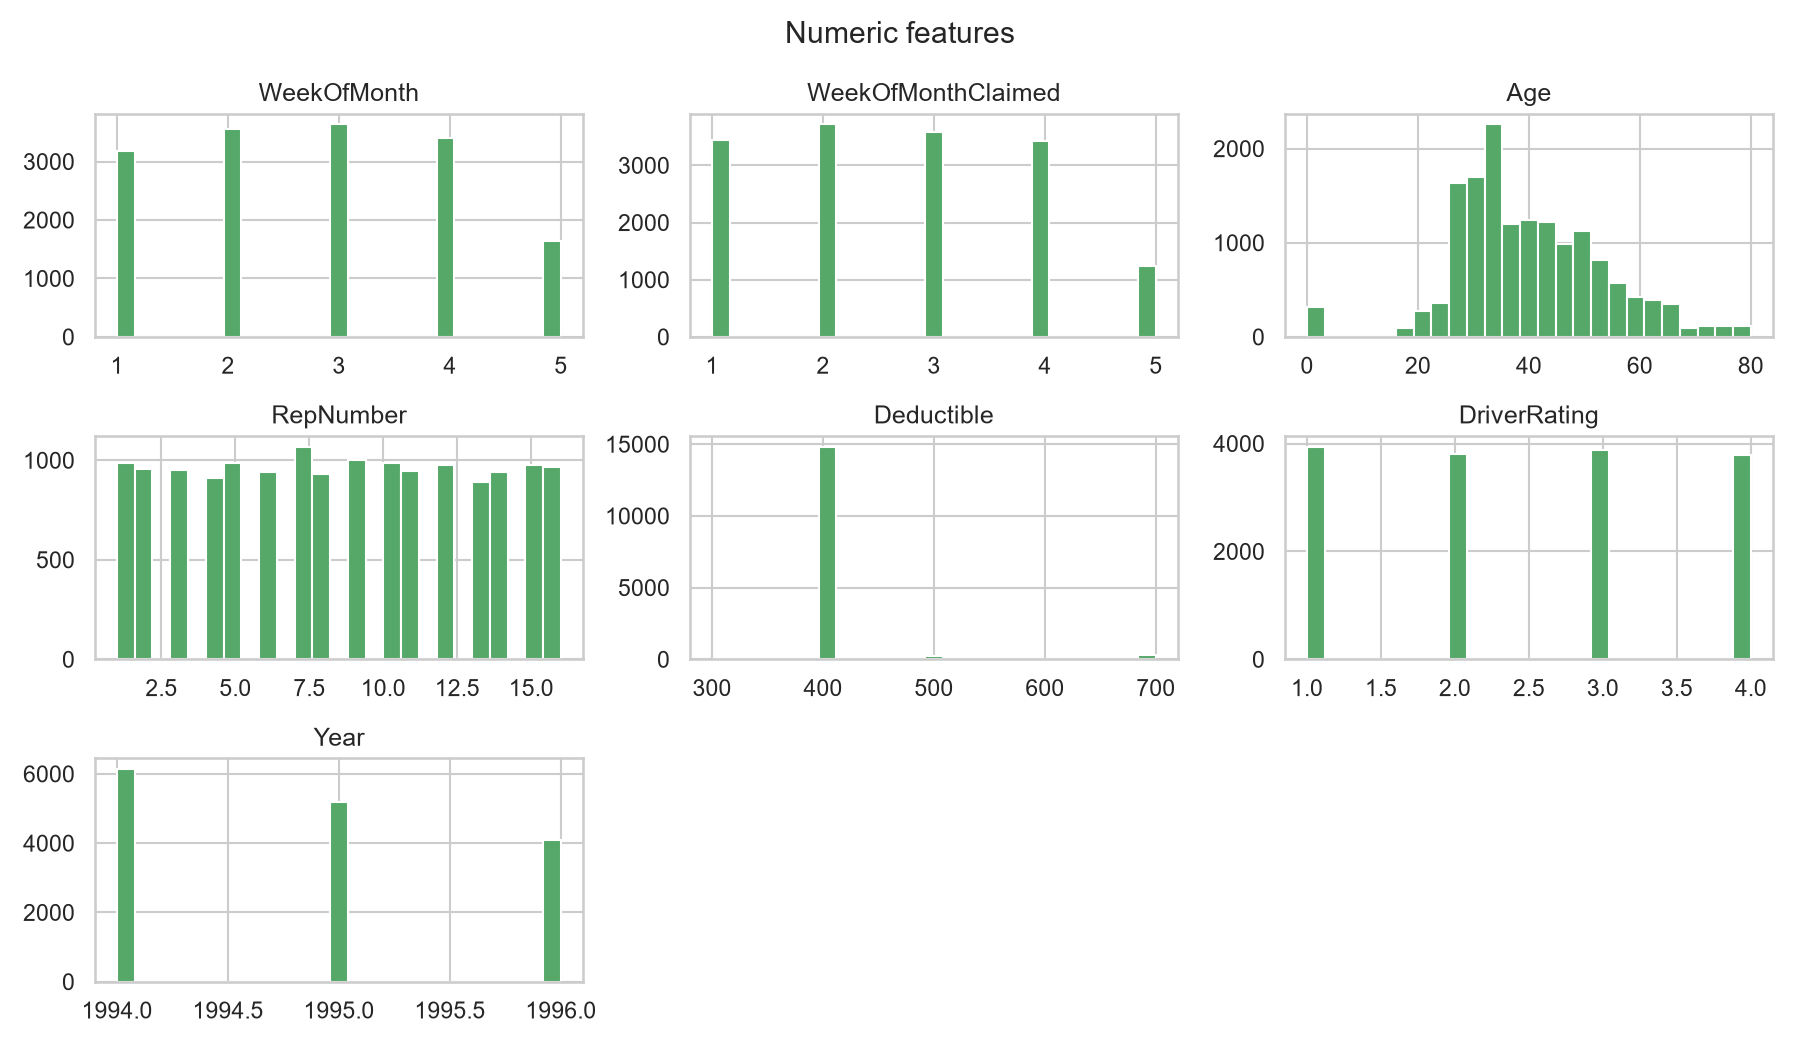 Numeric features
WeekOfMonth
3000
2000
1000
0
1 2 3 4 5
WeekOfMonthClaimed
3000
2000
1000
0
1 2 3 4 5
Age
2000
1000
0
0 20 40 60 80
RepNumber
1000
500
0
2.5 5.0 7.5 10.0 12.5 15.0
Deductible
15000
10000
5000
0
300 400 500 600 700
DriverRating
4000
2000
0
1.0 1.5 2.0 2.5 3.0 3.5 4.0
Year
6000
4000
2000
0
1994.0 1994.5 1995.0 1995.5 1996.0